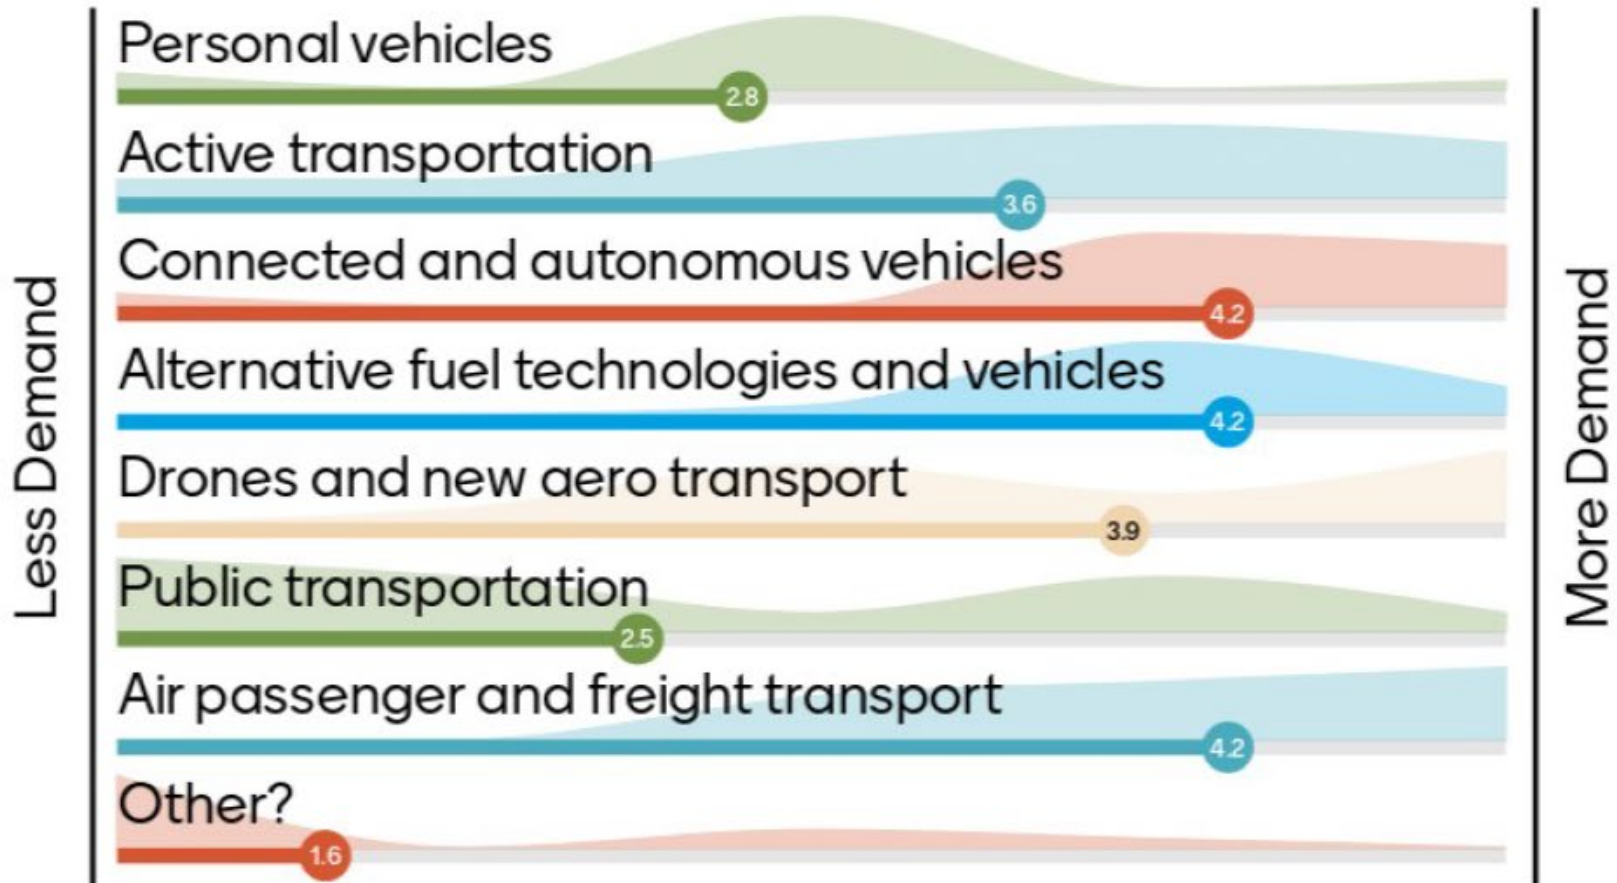 Less Demand
Personal vehicles
2.8
Active transportation
3.6
Connected and autonomous vehicles
4.2
Alternative fuel technologies and vehicles
4.2
Drones and new aero transport
3.9
Public transportation
2.5
Air passenger and freight transport
4.2
Other?
1.6
More Demand